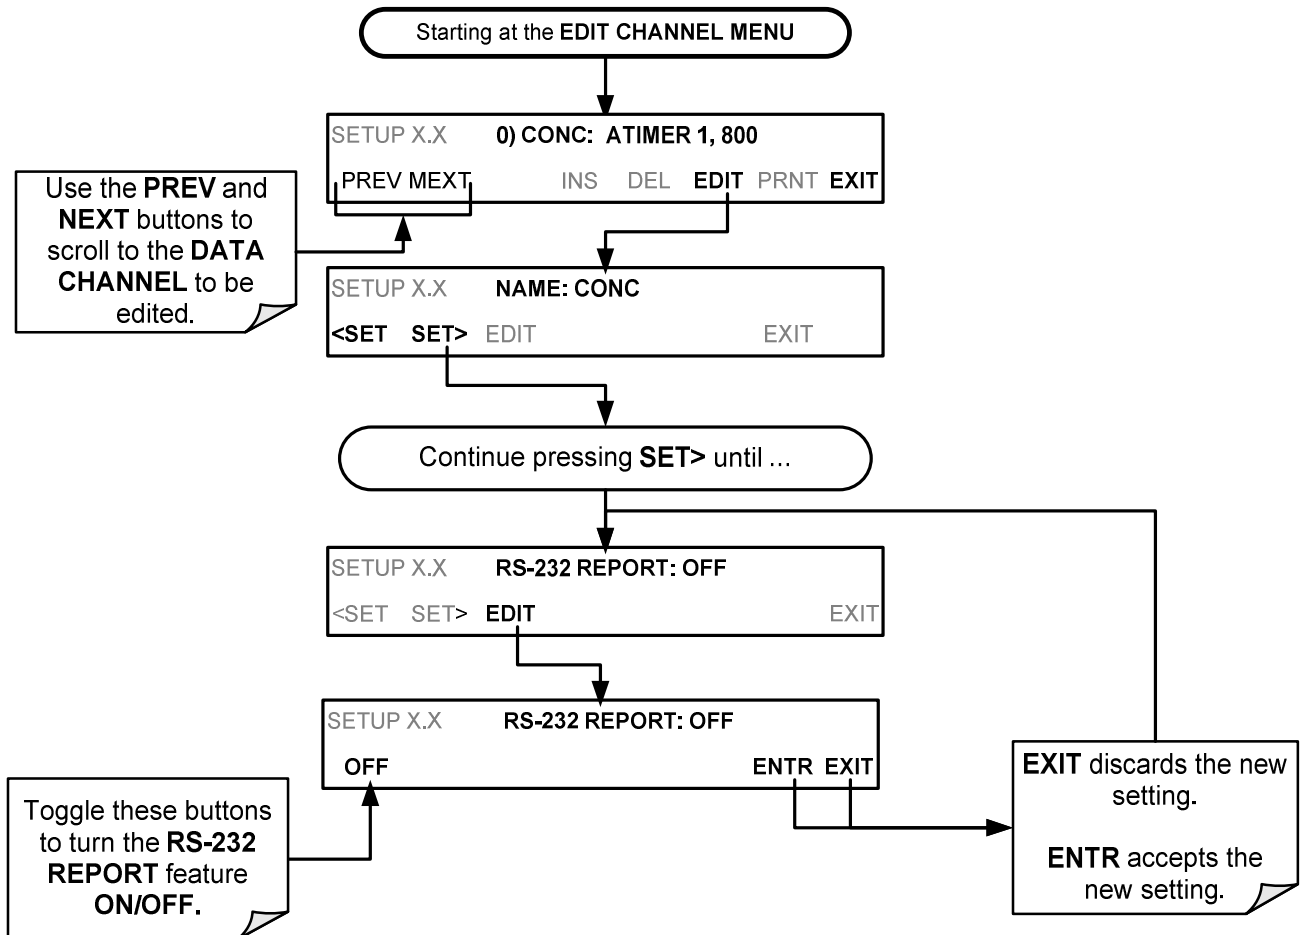 Starting at the EDIT CHANNEL MENU
SETUP X.X 0) CONC: ATIMER 1, 800
PREV MEXT INS DEL EDIT PRNT EXIT
Use the PREV and
NEXT buttons to
scroll to the DATA
CHANNEL to be
edited.
SETUP X.X NAME: CONC
<SET SET> EDIT EXIT
Continue pressing SET> until ...
SETUP X.X RS-232 REPORT: OFF
<SET SET> EDIT EXIT
SETUP X.X RS-232 REPORT: OFF
OFF ENTR EXIT
Toggle these buttons
to turn the RS-232
REPORT feature
ON/OFF.
EXIT discards the new
setting.
ENTR accepts the
new setting.